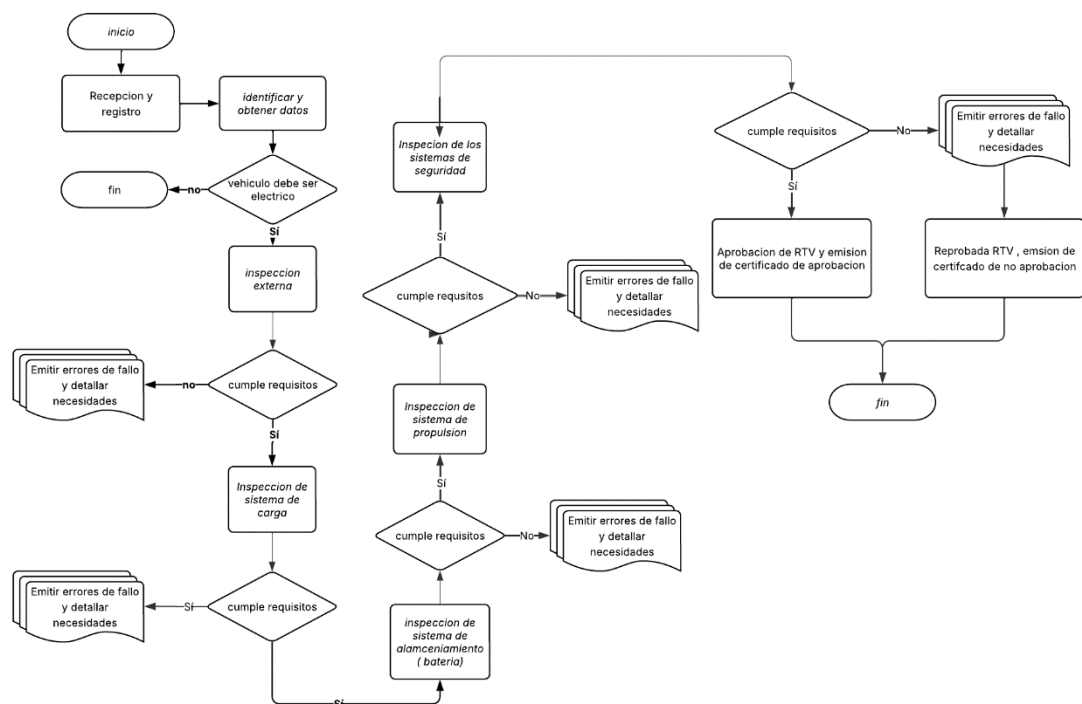 inicio
Recepcion y
registro
identificar y
obtener datos
vehiculo debe ser
electrico
no
fin
Sí
inspeccion
externa
cumple requisitos
no
Emitir errores de fallo
y detallar
necesidades
Sí
Inspeccion de
sistema de
carga
cumple requisitos
Sí
Emitir errores de fallo
y detallar
necesidades
Sí
inspeccion de
sistema de
alamceniamiento
( bateria)
cumple requisitos
No
Emitir errores de fallo
y detallar
necesidades
Sí
Inspeccion de
sistema de
propulsion
cumple requsitos
No
Emitir errores de fallo
y detallar
necesidades
Sí
Inspecion de los
sistemas de
seguridad
cumple requisitos
No
Emitir errores de fallo
y detallar
necesidades
Sí
Aprobacion de RTV y emision
de certificado de aprobacion
Reprobada RTV , emsion de
certifcado de no aprobacion
fin